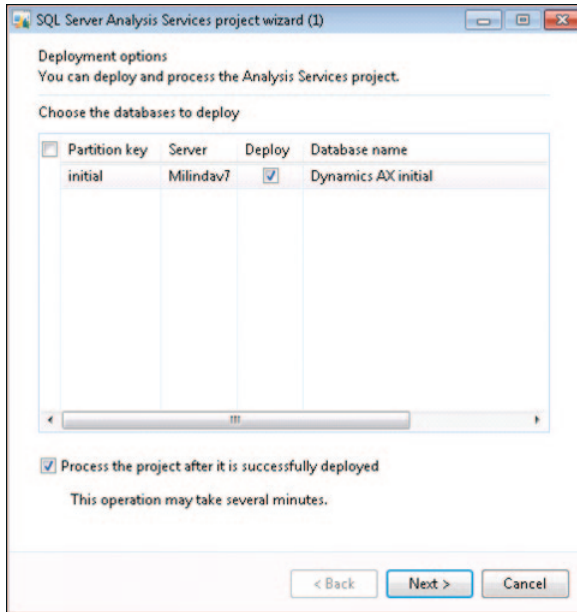 SQL Server Analysis Services project wizard (1)
Deployment options
You can deploy and process the Analysis Services project.
Choose the databases to deploy
Partition key Server Deploy Database name
initial Milindav7 Dynamics AX initial
Process the project after it is successfully deployed
This operation may take several minutes.
< Back Next > Cancel